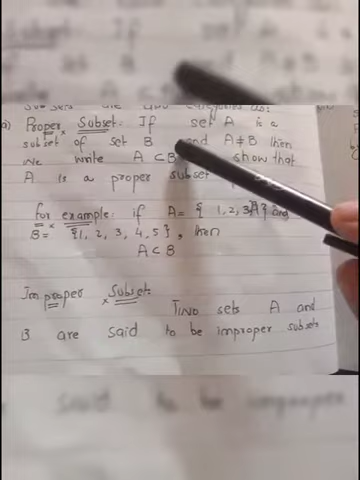 a) Proper Subset: If set A is a
subset of set B and A ≠ B then
we write A ⊂ B show that
A is a proper subset
for example: if A = { 1, 2, 3, } and
B = {1, 2, 3, 4, 5}, then
A ⊂ B
Improper Subset:
Two sets A and
B are said to be improper subsets